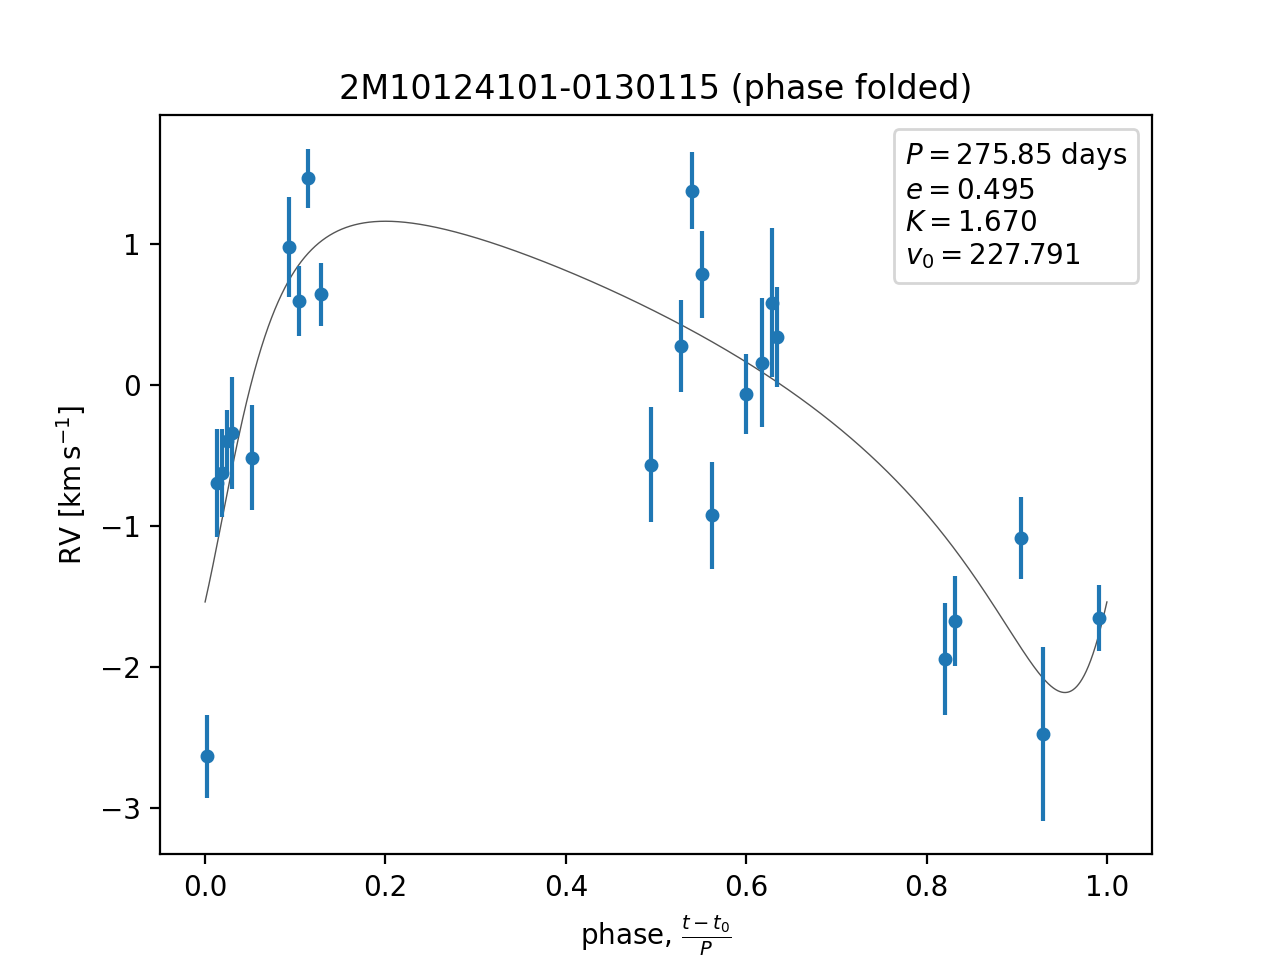 2M10124101-0130115 (phase folded)
P = 275.85 days
e = 0.495
K = 1.670
v₀ = 227.791
1
0
−1
−2
−3
RV [km s⁻¹]
0.0 0.2 0.4 0.6 0.8 1.0
phase, (t − t₀)/P